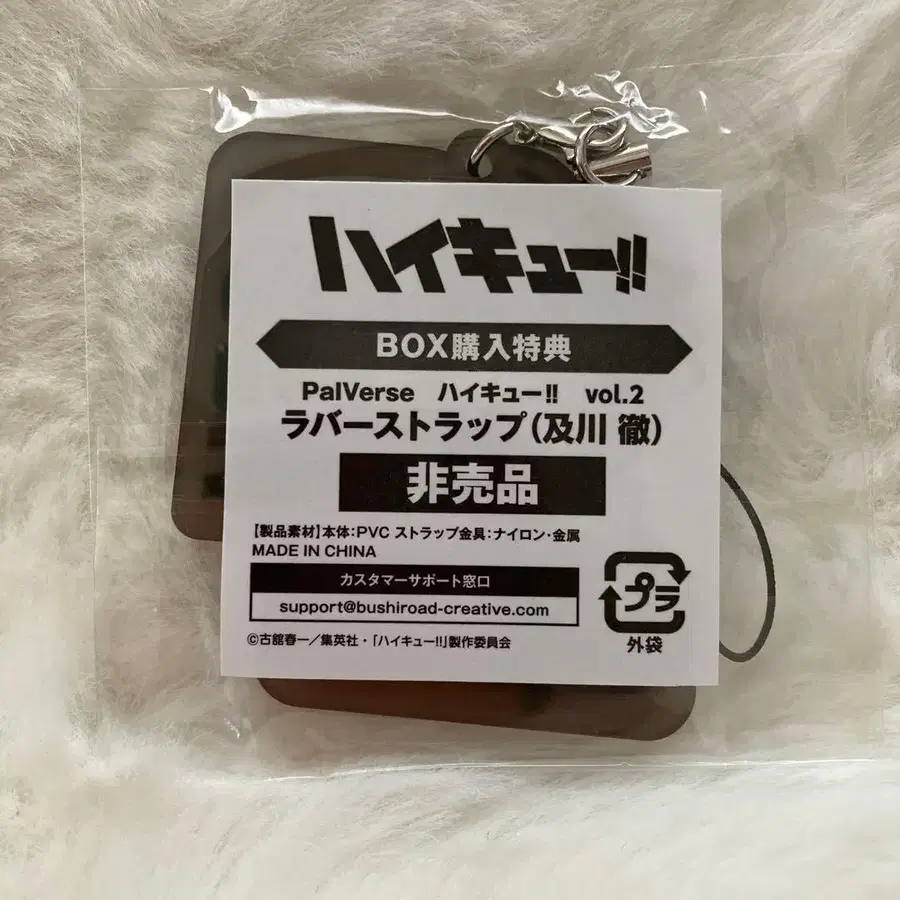 ハイキュー!!
BOX購入特典
PalVerse ハイキュー!! vol.2
ラバーストラップ(及川 徹)
非売品
【製品素材】本体:PVC ストラップ金具:ナイロン・金属
MADE IN CHINA
カスタマーサポート窓口
support@bushiroad-creative.com
©古舘春一/集英社・「ハイキュー!!」製作委員会
プラ
外袋